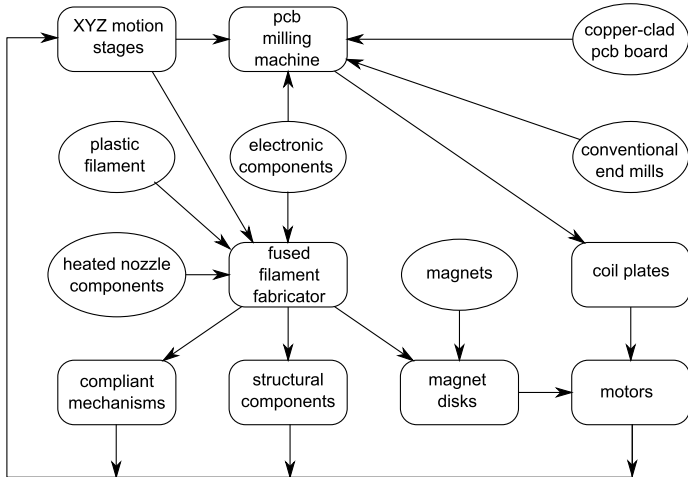 XYZ motion
stages
pcb
milling
machine
copper-clad
pcb board
plastic
filament
electronic
components
conventional
end mills
heated nozzle
components
fused
filament
fabricator
magnets
coil plates
compliant
mechanisms
structural
components
magnet
disks
motors